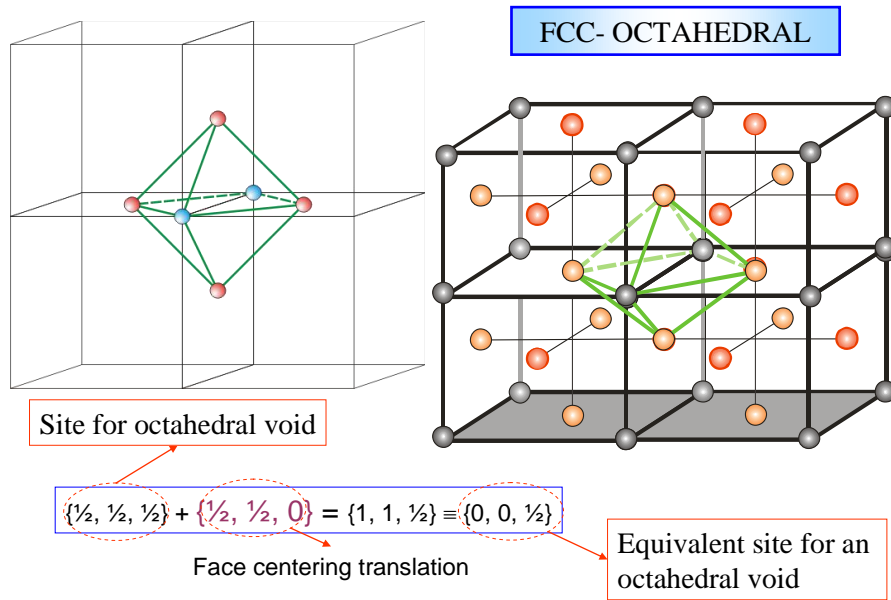 FCC- OCTAHEDRAL
Site for octahedral void
{½, ½, ½} + {½, ½, 0} = {1, 1, ½} ≡ {0, 0, ½}
Face centering translation
Equivalent site for an
octahedral void